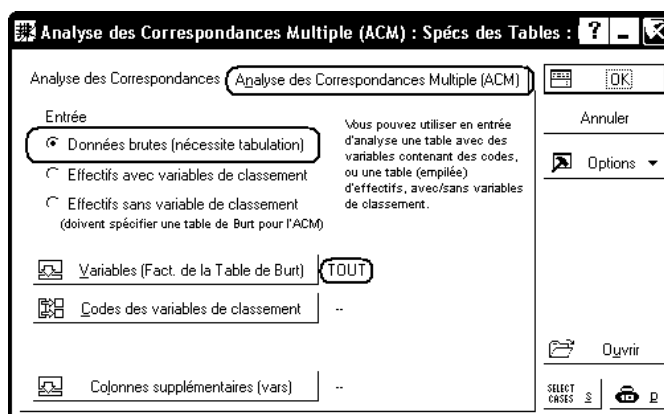 Analyse des Correspondances Multiple (ACM) : Spécs des Tables :
Analyse des Correspondances
Analyse des Correspondances Multiple (ACM)
OK
Entrée
Données brutes (nécessite tabulation)
Effectifs avec variables de classement
Effectifs sans variable de classement
(doivent spécifier une table de Burt pour l'ACM)
Vous pouvez utiliser en entrée
d'analyse une table avec des
variables contenant des codes,
ou une table (empilée)
d'effectifs, avec/sans variables
de classement.
Annuler
Options
Variables (Fact. de la Table de Burt)
TOUT
Codes des variables de classement
--
Colonnes supplémentaires (vars)
--
Ouvrir
SELECT
CASES
S